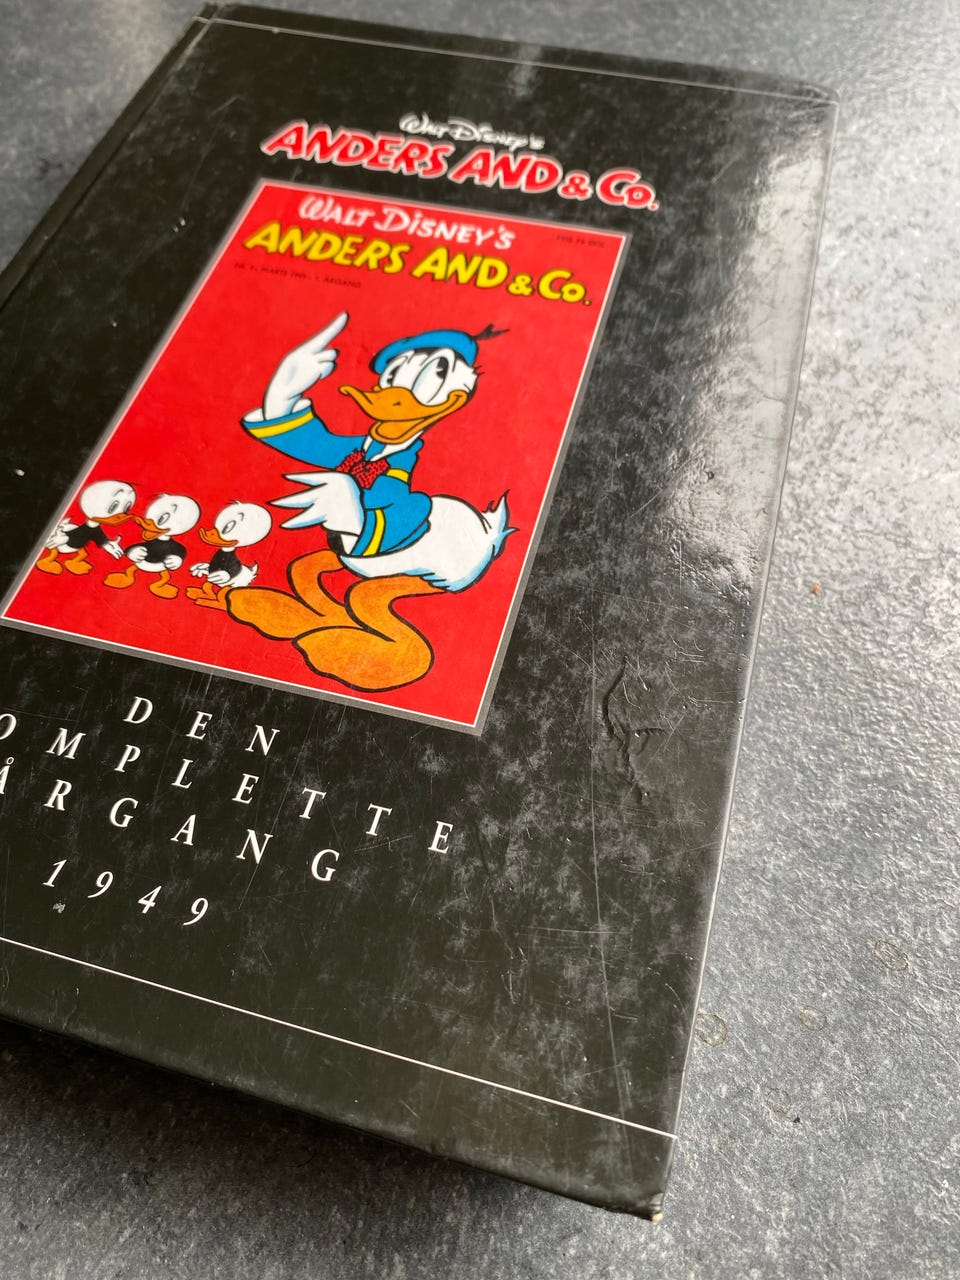 Walt Disney's
ANDERS AND & Co.
WALT DISNEY'S
ANDERS AND & Co.
DEN
OMPLETTE
ÅRGANG
1949